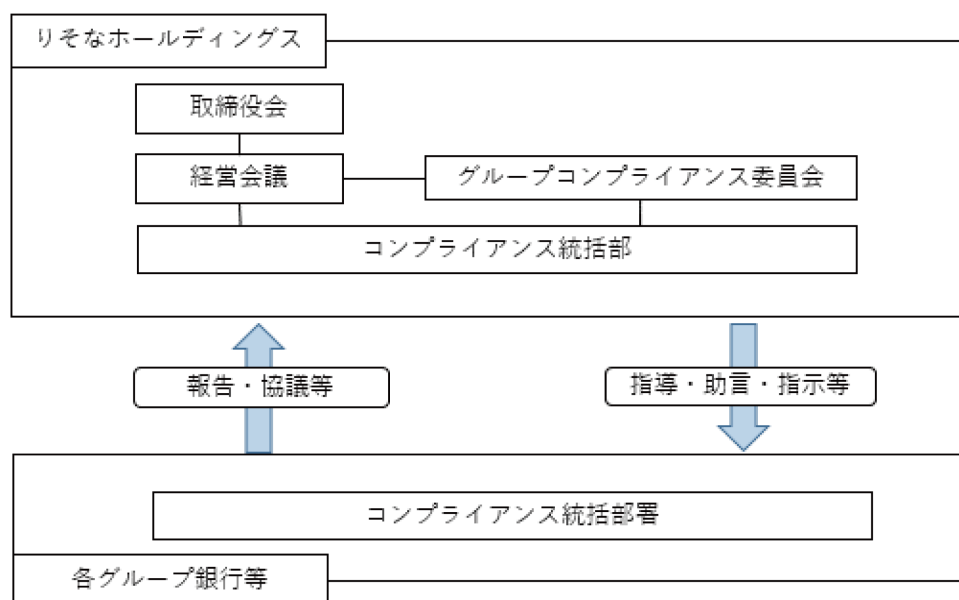 りそなホールディングス
取締役会
経営会議
グループコンプライアンス委員会
コンプライアンス統括部
報告・協議等
指導・助言・指示等
コンプライアンス統括部署
各グループ銀行等